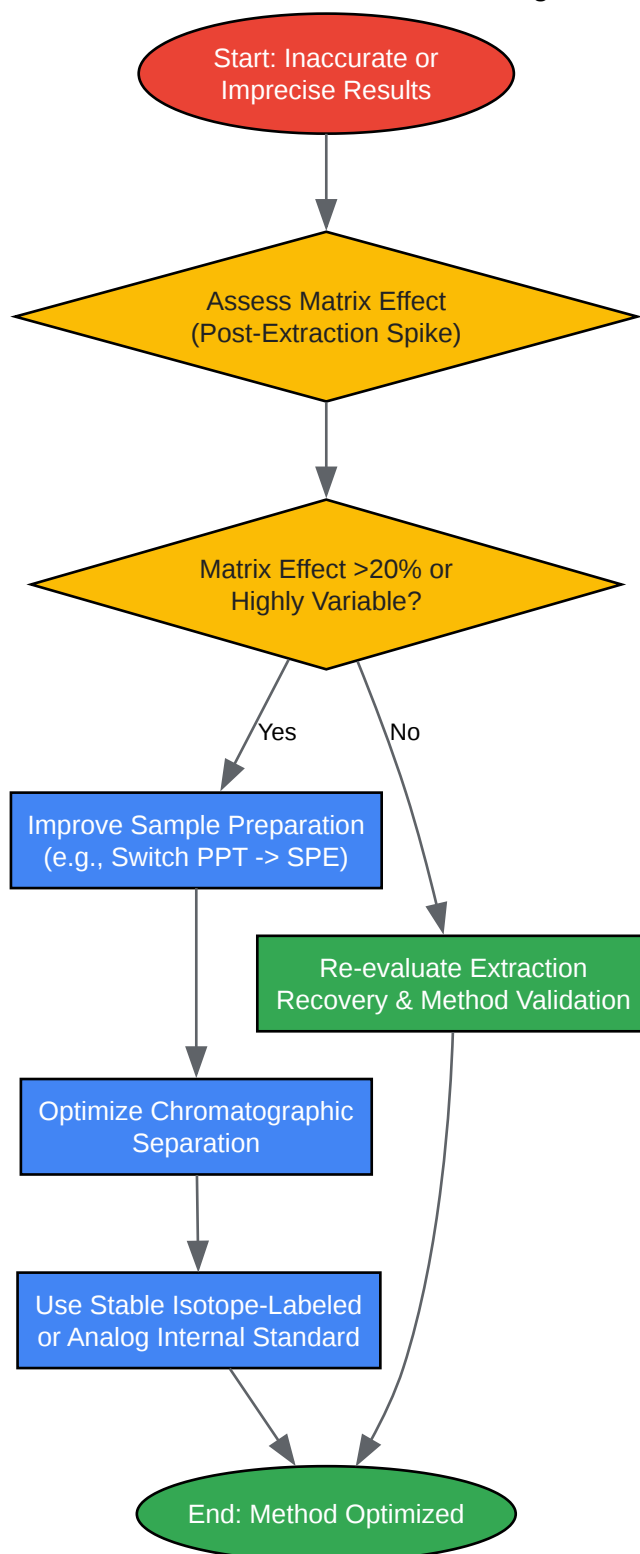 Start: Inaccurate or
Imprecise Results
Assess Matrix Effect
(Post-Extraction Spike)
Matrix Effect >20% or
Highly Variable?
Yes
No
Improve Sample Preparation
(e.g., Switch PPT -> SPE)
Re-evaluate Extraction
Recovery & Method Validation
Optimize Chromatographic
Separation
Use Stable Isotope-Labeled
or Analog Internal Standard
End: Method Optimized